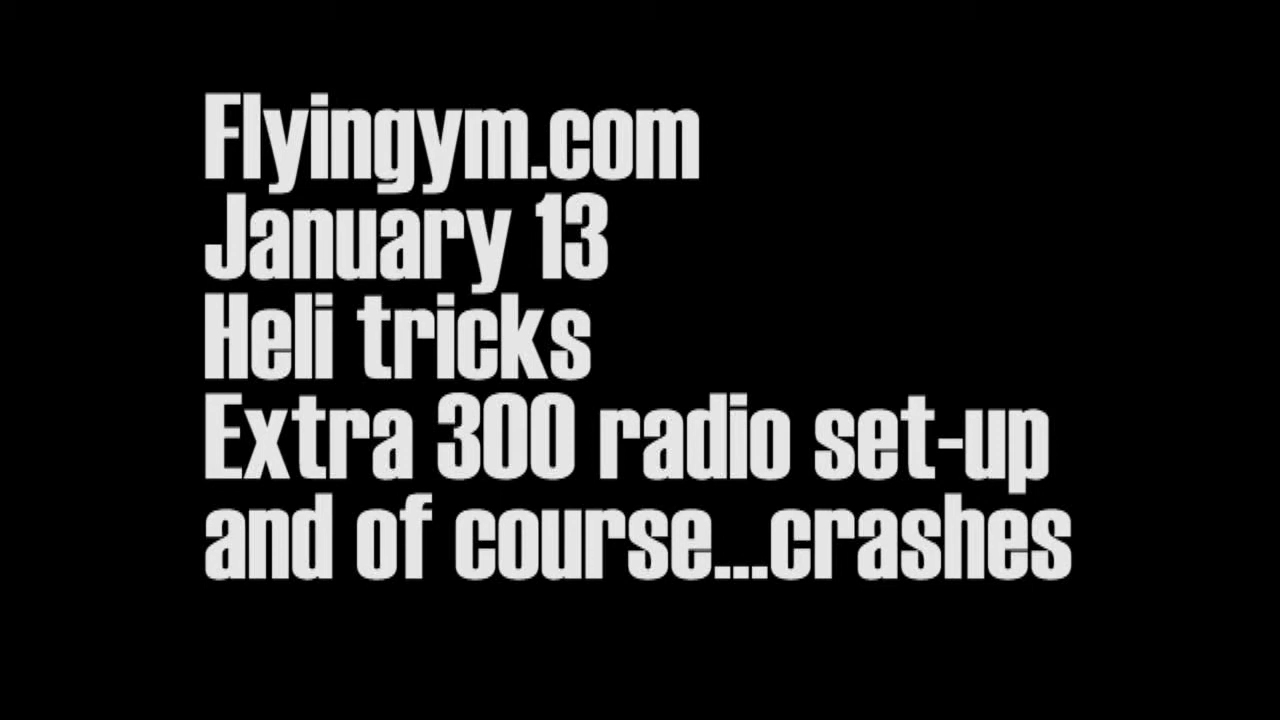 Flyingym.com
January 13
Heli tricks
Extra 300 radio set-up
and of course...crashes